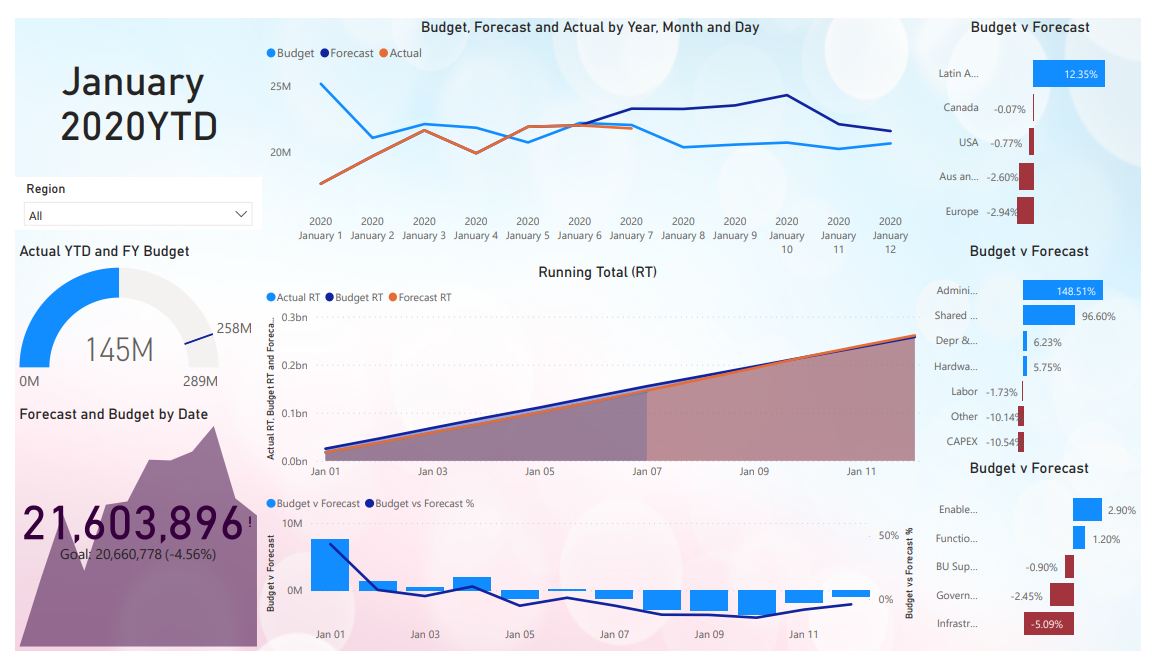 January
2020YTD
Region
All
Actual YTD and FY Budget
145M
258M
0M
289M
Forecast and Budget by Date
21,603,896!
Goal: 20,660,778 (-4.56%)
Budget, Forecast and Actual by Year, Month and Day
Budget Forecast Actual
25M
20M
2020 2020 2020 2020 2020 2020 2020 2020 2020 2020 2020 2020
January 1 January 2 January 3 January 4 January 5 January 6 January 7 January 8 January 9 January January January
10 11 12
Running Total (RT)
Actual RT Budget RT Forecast RT
Actual RT, Budget RT and Foreca...
0.3bn
0.2bn
0.1bn
0.0bn
Jan 01 Jan 03 Jan 05 Jan 07 Jan 09 Jan 11
Budget v Forecast Budget vs Forecast %
Budget v Forecast
10M
0M
50%
0%
Budget vs Forecast %
Jan 01 Jan 03 Jan 05 Jan 07 Jan 09 Jan 11
Budget v Forecast
Latin A... 12.35%
Canada -0.07%
USA -0.77%
Aus an... -2.60%
Europe -2.94%
Budget v Forecast
Admini... 148.51%
Shared ... 96.60%
Depr &... 6.23%
Hardwa... 5.75%
Labor -1.73%
Other -10.14%
CAPEX -10.54%
Budget v Forecast
Enable... 2.90%
Functio... 1.20%
BU Sup... -0.90%
Govern... -2.45%
Infrastr... -5.09%